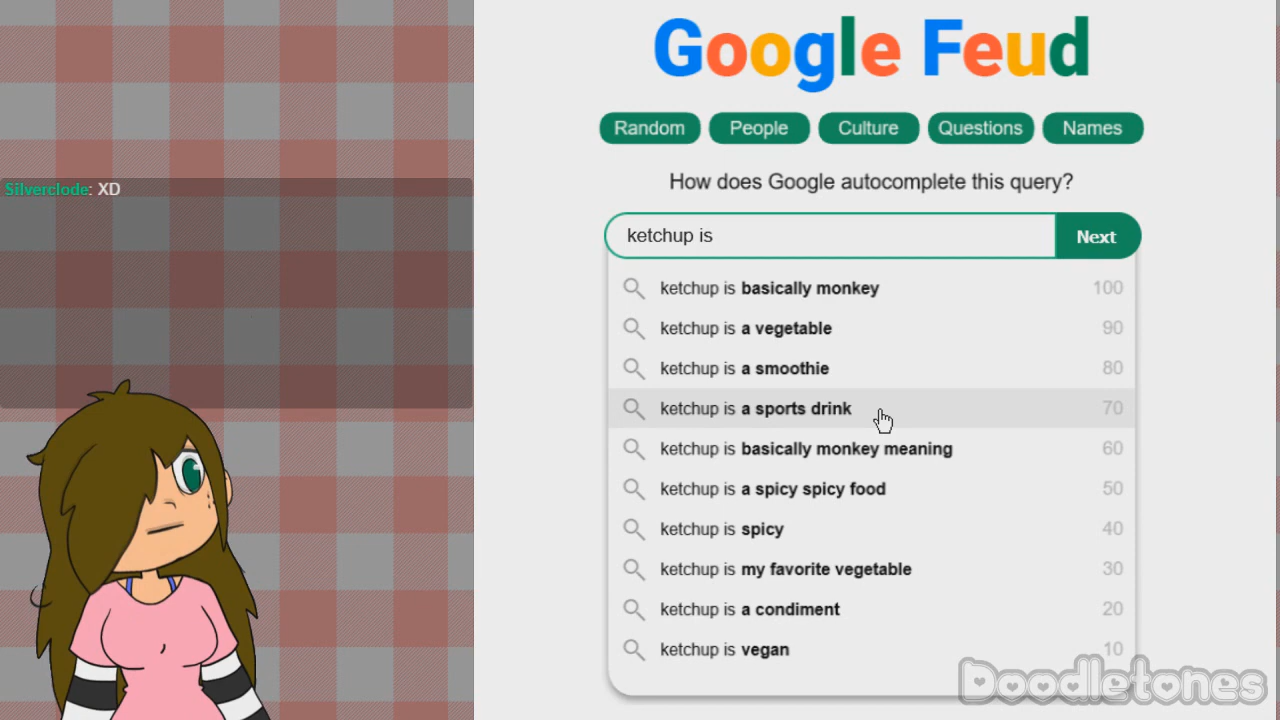 Google Feud
Random People Culture Questions Names
How does Google autocomplete this query?
Silverclode: XD
ketchup is Next
ketchup is basically monkey 100
ketchup is a vegetable 90
ketchup is a smoothie 80
ketchup is a sports drink 70
ketchup is basically monkey meaning 60
ketchup is a spicy spicy food 50
ketchup is spicy 40
ketchup is my favorite vegetable 30
ketchup is a condiment 20
ketchup is vegan 10
Doodletones